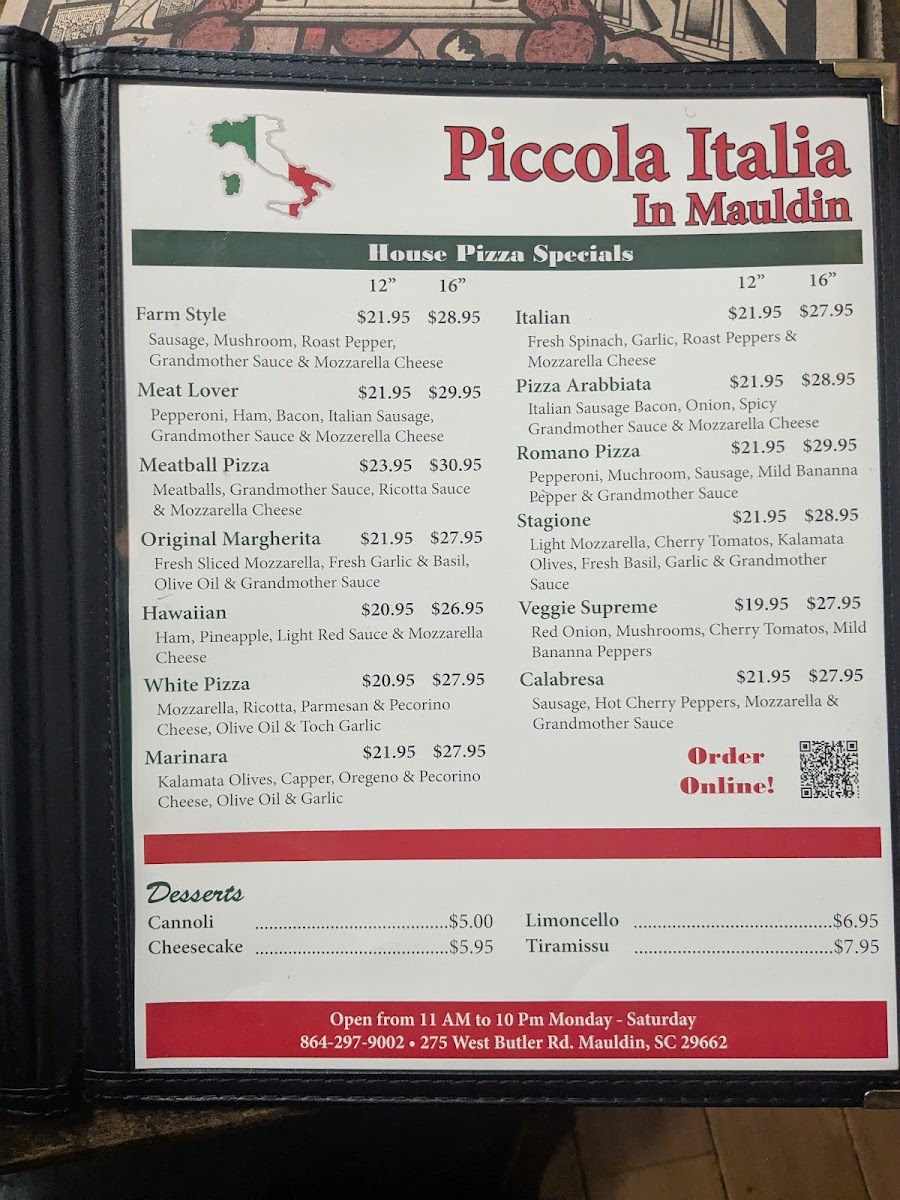 Piccola Italia
In Mauldin
House Pizza Specials
12” 16”
Farm Style $21.95 $28.95
Sausage, Mushroom, Roast Pepper,
Grandmother Sauce & Mozzarella Cheese
Meat Lover $21.95 $29.95
Pepperoni, Ham, Bacon, Italian Sausage,
Grandmother Sauce & Mozzerella Cheese
Meatball Pizza $23.95 $30.95
Meatballs, Grandmother Sauce, Ricotta Sauce
& Mozzarella Cheese
Original Margherita $21.95 $27.95
Fresh Sliced Mozzarella, Fresh Garlic & Basil,
Olive Oil & Grandmother Sauce
Hawaiian $20.95 $26.95
Ham, Pineapple, Light Red Sauce & Mozzarella
Cheese
White Pizza $20.95 $27.95
Mozzarella, Ricotta, Parmesan & Pecorino
Cheese, Olive Oil & Toch Garlic
Marinara $21.95 $27.95
Kalamata Olives, Capper, Oregeno & Pecorino
Cheese, Olive Oil & Garlic
12” 16”
Italian $21.95 $27.95
Fresh Spinach, Garlic, Roast Peppers &
Mozzarella Cheese
Pizza Arabbiata $21.95 $28.95
Italian Sausage Bacon, Onion, Spicy
Grandmother Sauce & Mozzarella Cheese
Romano Pizza $21.95 $29.95
Pepperoni, Muchroom, Sausage, Mild Bananna
Pepper & Grandmother Sauce
Stagione $21.95 $28.95
Light Mozzarella, Cherry Tomatos, Kalamata
Olives, Fresh Basil, Garlic & Grandmother
Sauce
Veggie Supreme $19.95 $27.95
Red Onion, Mushrooms, Cherry Tomatos, Mild
Bananna Peppers
Calabresa $21.95 $27.95
Sausage, Hot Cherry Peppers, Mozzarella &
Grandmother Sauce
Order
Online!
Desserts
Cannoli ........................................$5.00
Cheesecake ........................................$5.95
Limoncello ........................................$6.95
Tiramissu ........................................$7.95
Open from 11 AM to 10 Pm Monday - Saturday
864-297-9002 • 275 West Butler Rd. Mauldin, SC 29662